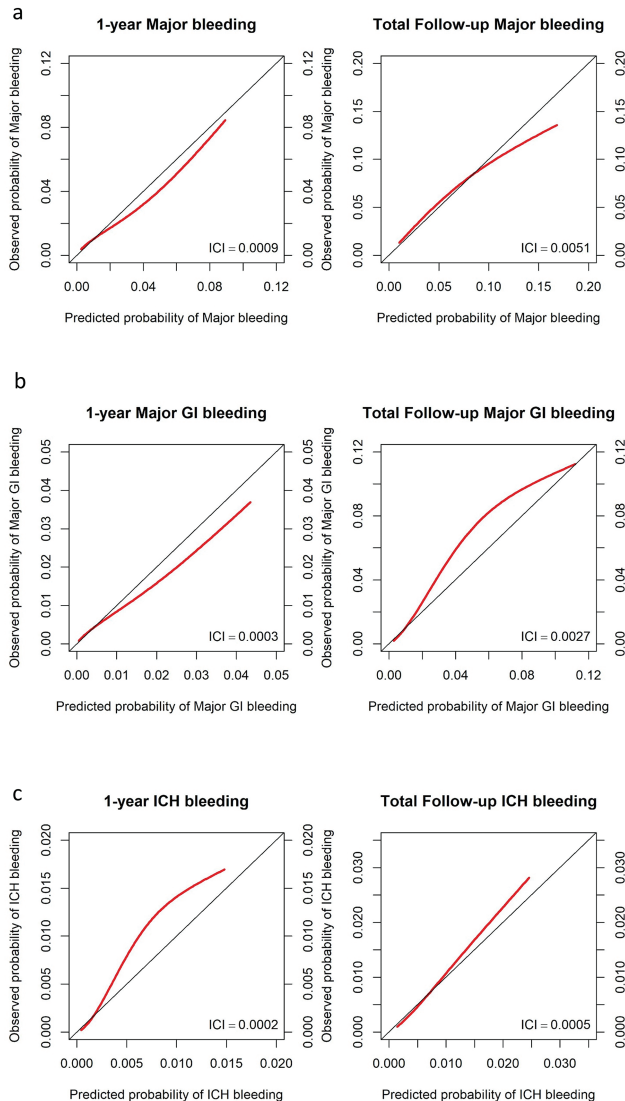 a
1-year Major bleeding
Observed probability of Major bleeding
0.00 0.04 0.08 0.12
0.00 0.04 0.08 0.12
ICI = 0.0009
0.00 0.04 0.08 0.12
Predicted probability of Major bleeding
Total Follow-up Major bleeding
Observed probability of Major bleeding
0.00 0.05 0.10 0.15 0.20
0.00 0.05 0.10 0.15 0.20
ICI = 0.0051
0.00 0.05 0.10 0.15 0.20
Predicted probability of Major bleeding
b
1-year Major GI bleeding
Observed probability of Major GI bleeding
0.00 0.01 0.02 0.03 0.04 0.05
0.00 0.01 0.02 0.03 0.04 0.05
ICI = 0.0003
0.00 0.01 0.02 0.03 0.04 0.05
Predicted probability of Major GI bleeding
Total Follow-up Major GI bleeding
Observed probability of Major GI bleeding
0.00 0.04 0.08 0.12
0.00 0.04 0.08 0.12
ICI = 0.0027
0.00 0.04 0.08 0.12
Predicted probability of Major GI bleeding
c
1-year ICH bleeding
Observed probability of ICH bleeding
0.000 0.005 0.010 0.015 0.020
0.000 0.005 0.010 0.015 0.020
ICI = 0.0002
0.000 0.005 0.010 0.015 0.020
Predicted probability of ICH bleeding
Total Follow-up ICH bleeding
Observed probability of ICH bleeding
0.000 0.010 0.020 0.030
0.000 0.010 0.020 0.030
ICI = 0.0005
0.000 0.010 0.020 0.030
Predicted probability of ICH bleeding